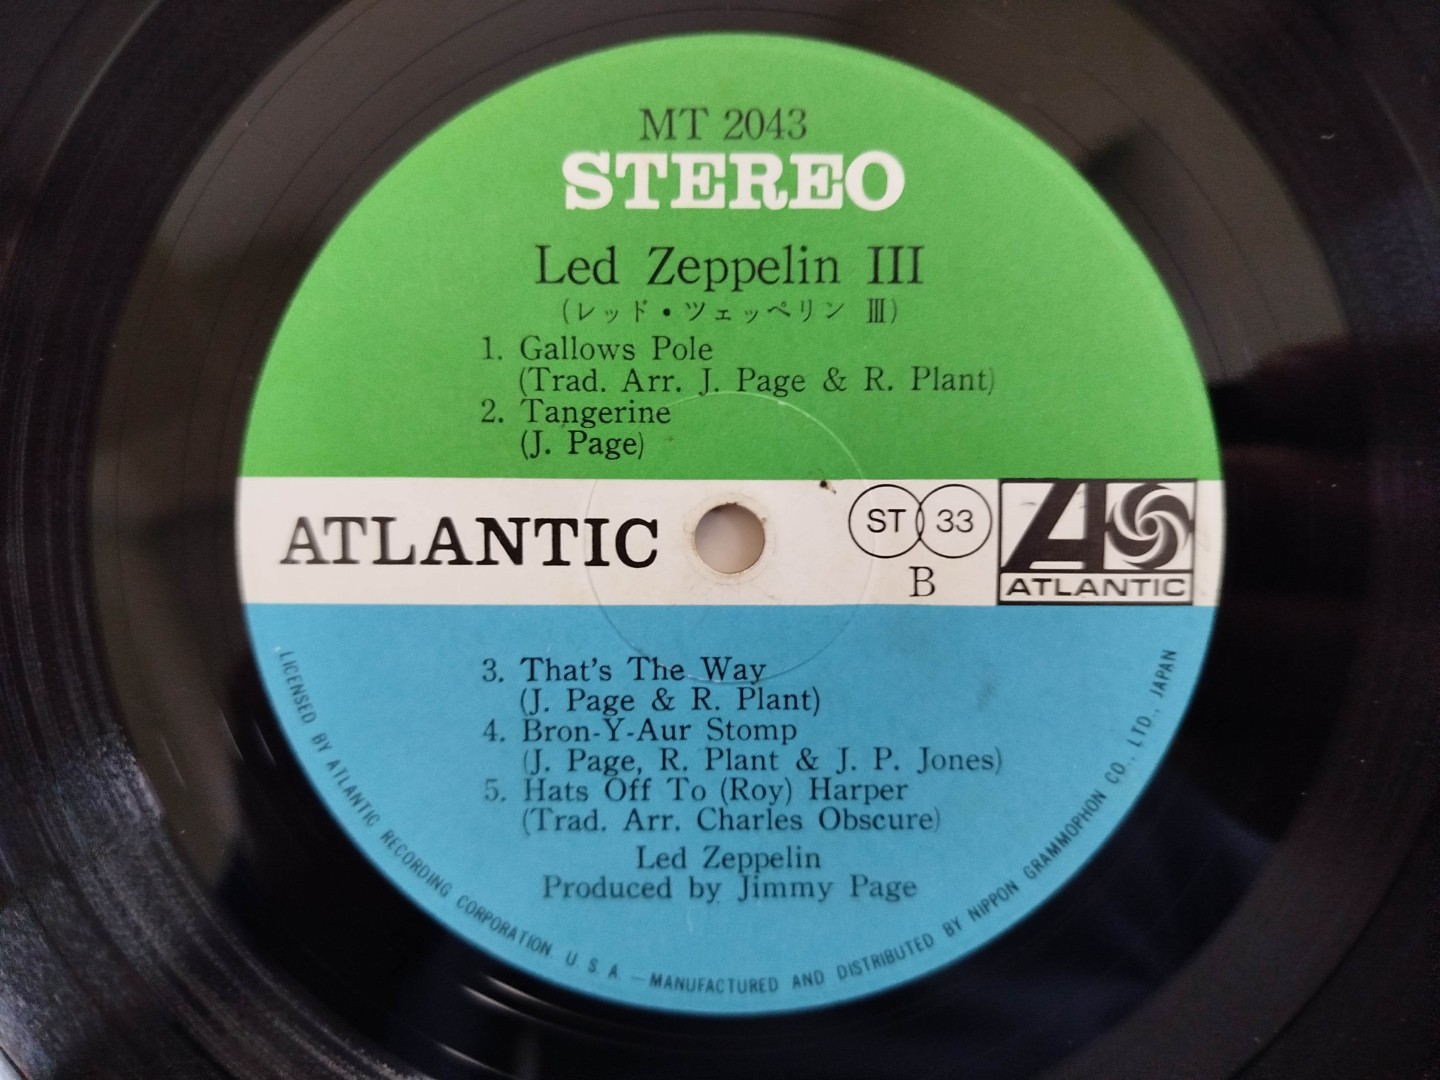 MT 2043
STEREO
Led Zeppelin III
(レッド・ツェッペリン Ⅲ)
1. Gallows Pole
(Trad. Arr. J. Page & R. Plant)
2. Tangerine
(J. Page)
ATLANTIC
ST 33
B
ATLANTIC
3. That's The Way
(J. Page & R. Plant)
4. Bron-Y-Aur Stomp
(J. Page, R. Plant & J. P. Jones)
5. Hats Off To (Roy) Harper
(Trad. Arr. Charles Obscure)
Led Zeppelin
Produced by Jimmy Page
LICENSED BY ATLANTIC RECORDING CORPORATION. U. S. A. — MANUFACTURED AND DISTRIBUTED BY NIPPON GRAMMOPHON CO., LTD., JAPAN